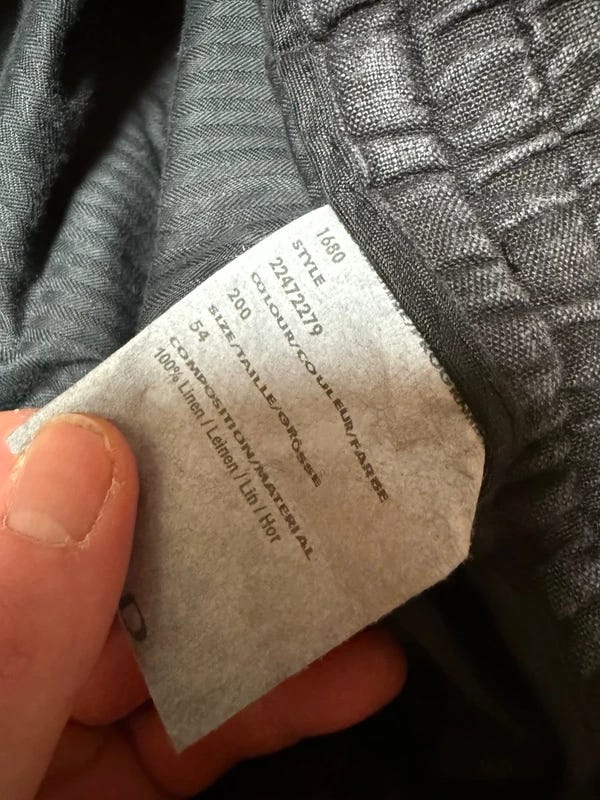 1680
STYLE
22472279
COLOUR/COULEUR/FARBE
200
SIZE/TAILLE/GRÖSSE
54
COMPOSITION/MATERIAL
100% Linen / Leinen / Lin / Hør